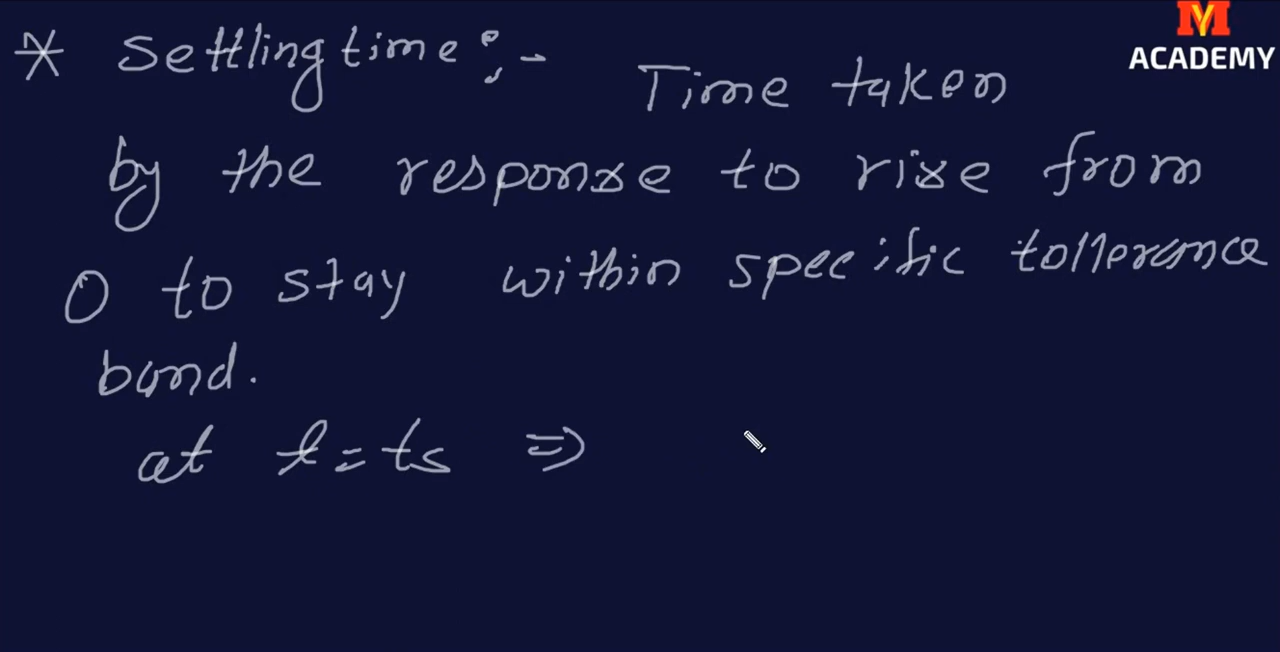 M
ACADEMY
* Settling time :- Time taken
by the response to rise from
0 to stay within specific tollerance
band.
at t = ts ⇒